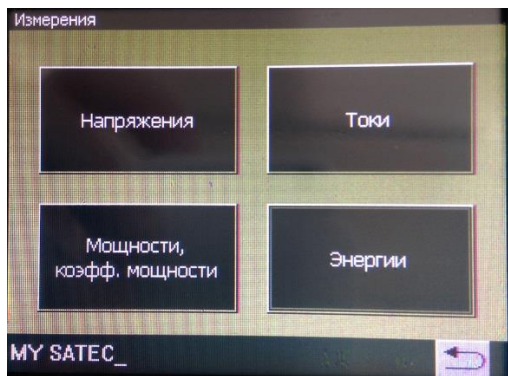 Измерения
Напряжения
Токи
Мощности,
коэфф. мощности
Энергии
MY SATEC_